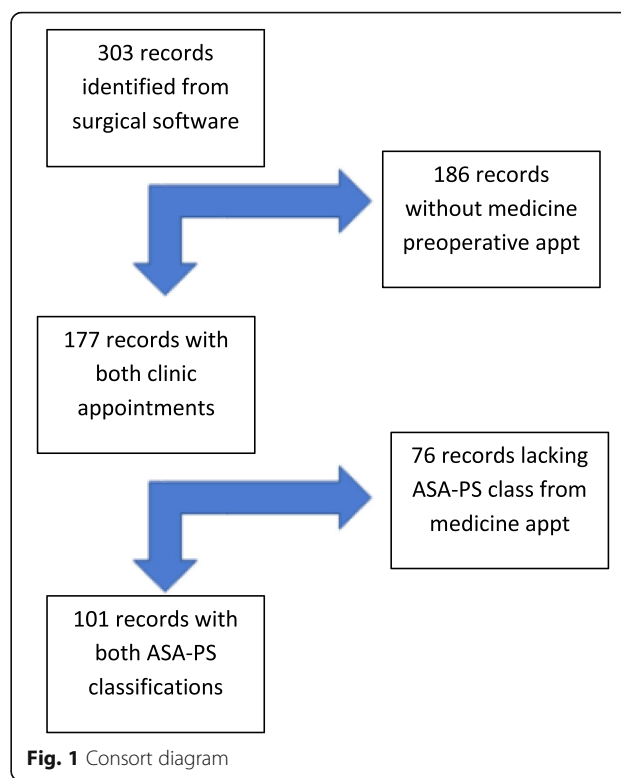 303 records
identified from
surgical software
186 records
without medicine
preoperative appt
177 records with
both clinic
appointments
76 records lacking
ASA-PS class from
medicine appt
101 records with
both ASA-PS
classifications
Fig. 1 Consort diagram